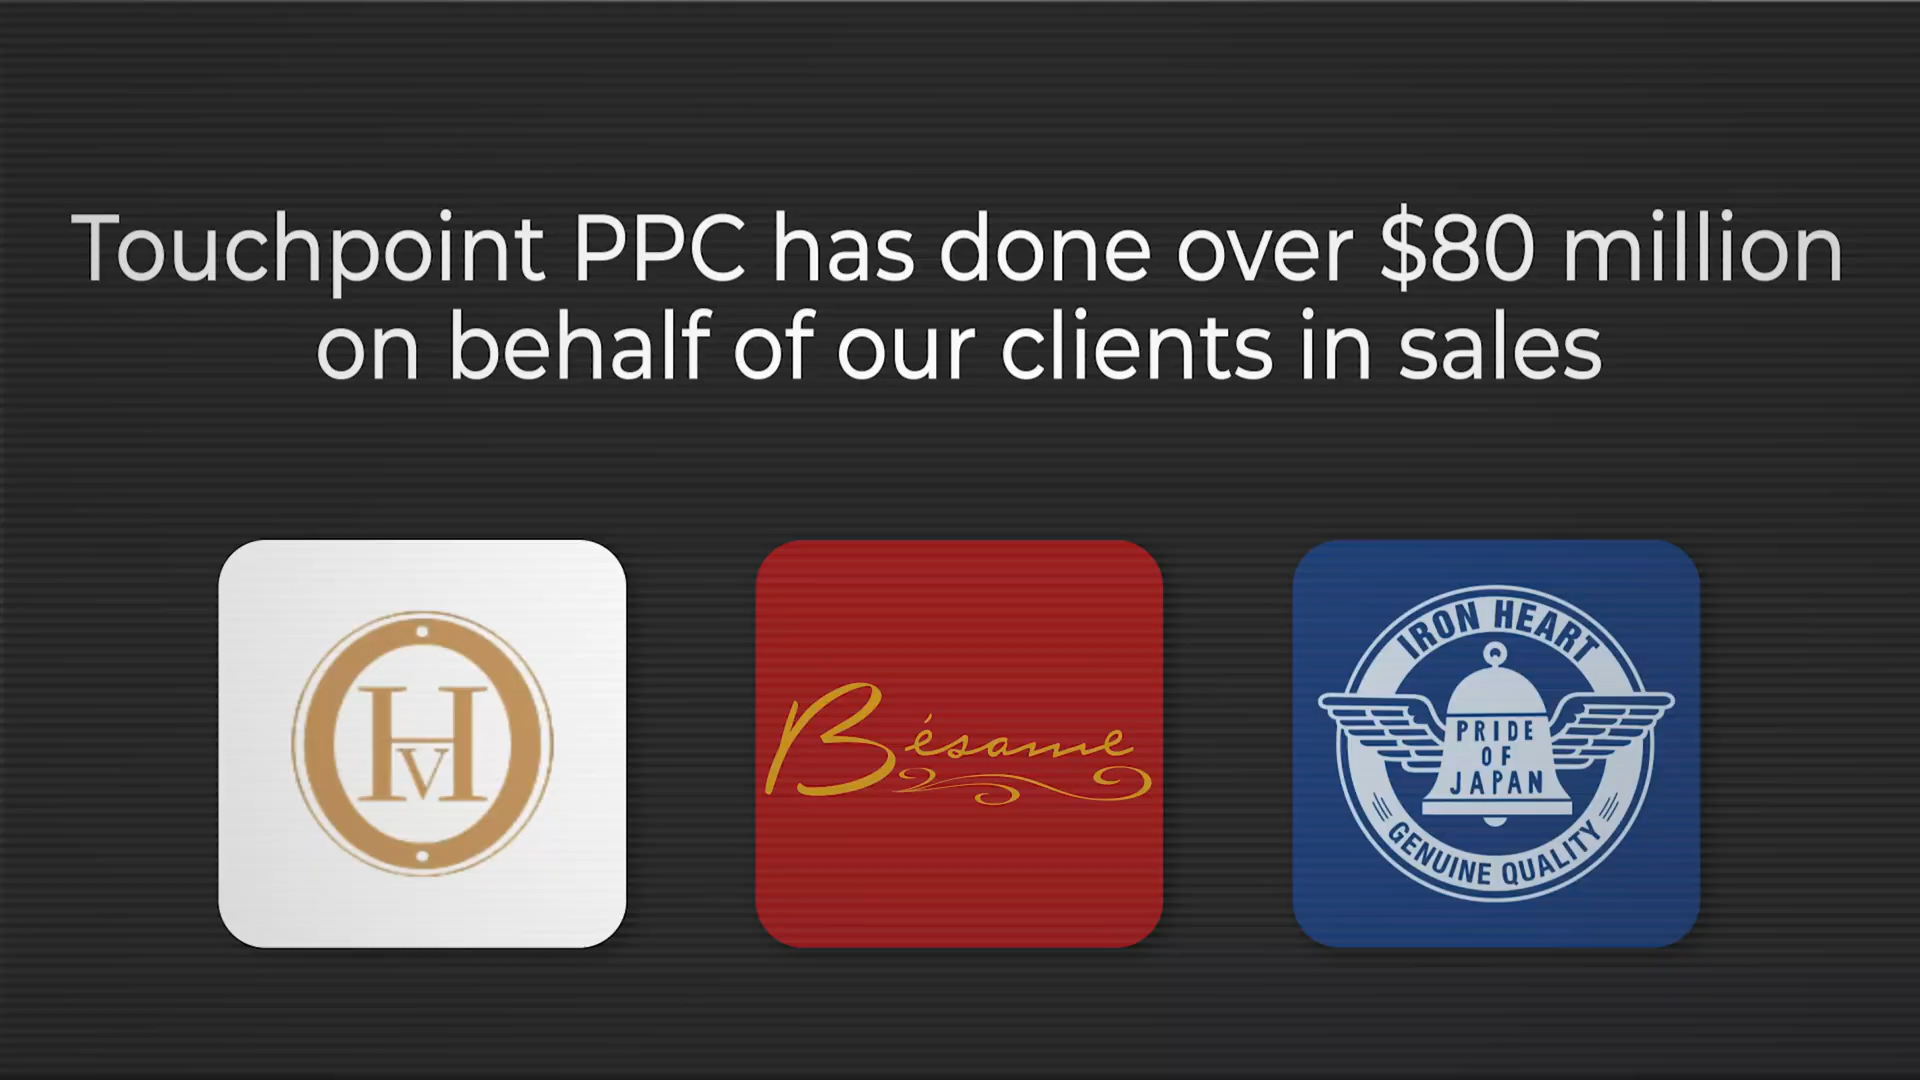 Touchpoint PPC has done over $80 million
on behalf of our clients in sales
HV
Bésame
IRON HEART
PRIDE
OF
JAPAN
GENUINE QUALITY